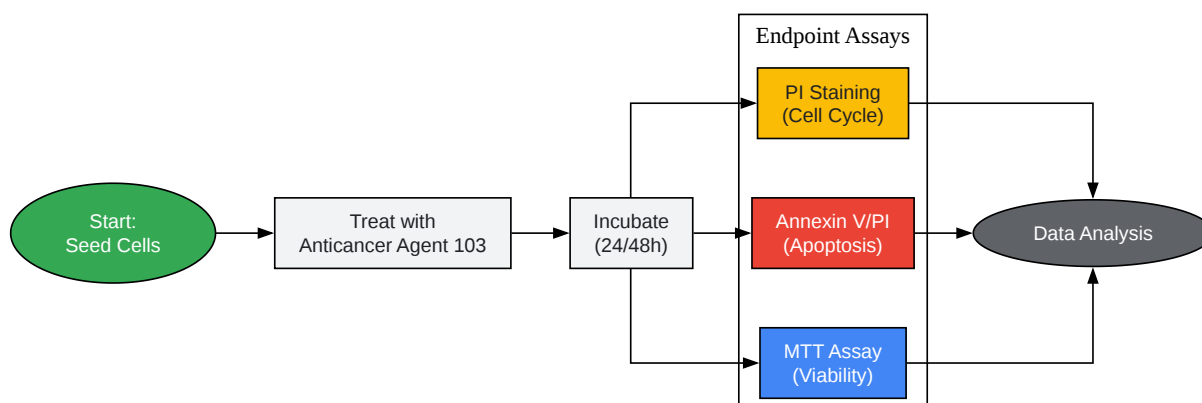 Start:
Seed Cells
Treat with
Anticancer Agent 103
Incubate
(24/48h)
Endpoint Assays
PI Staining
(Cell Cycle)
Annexin V/PI
(Apoptosis)
MTT Assay
(Viability)
Data Analysis